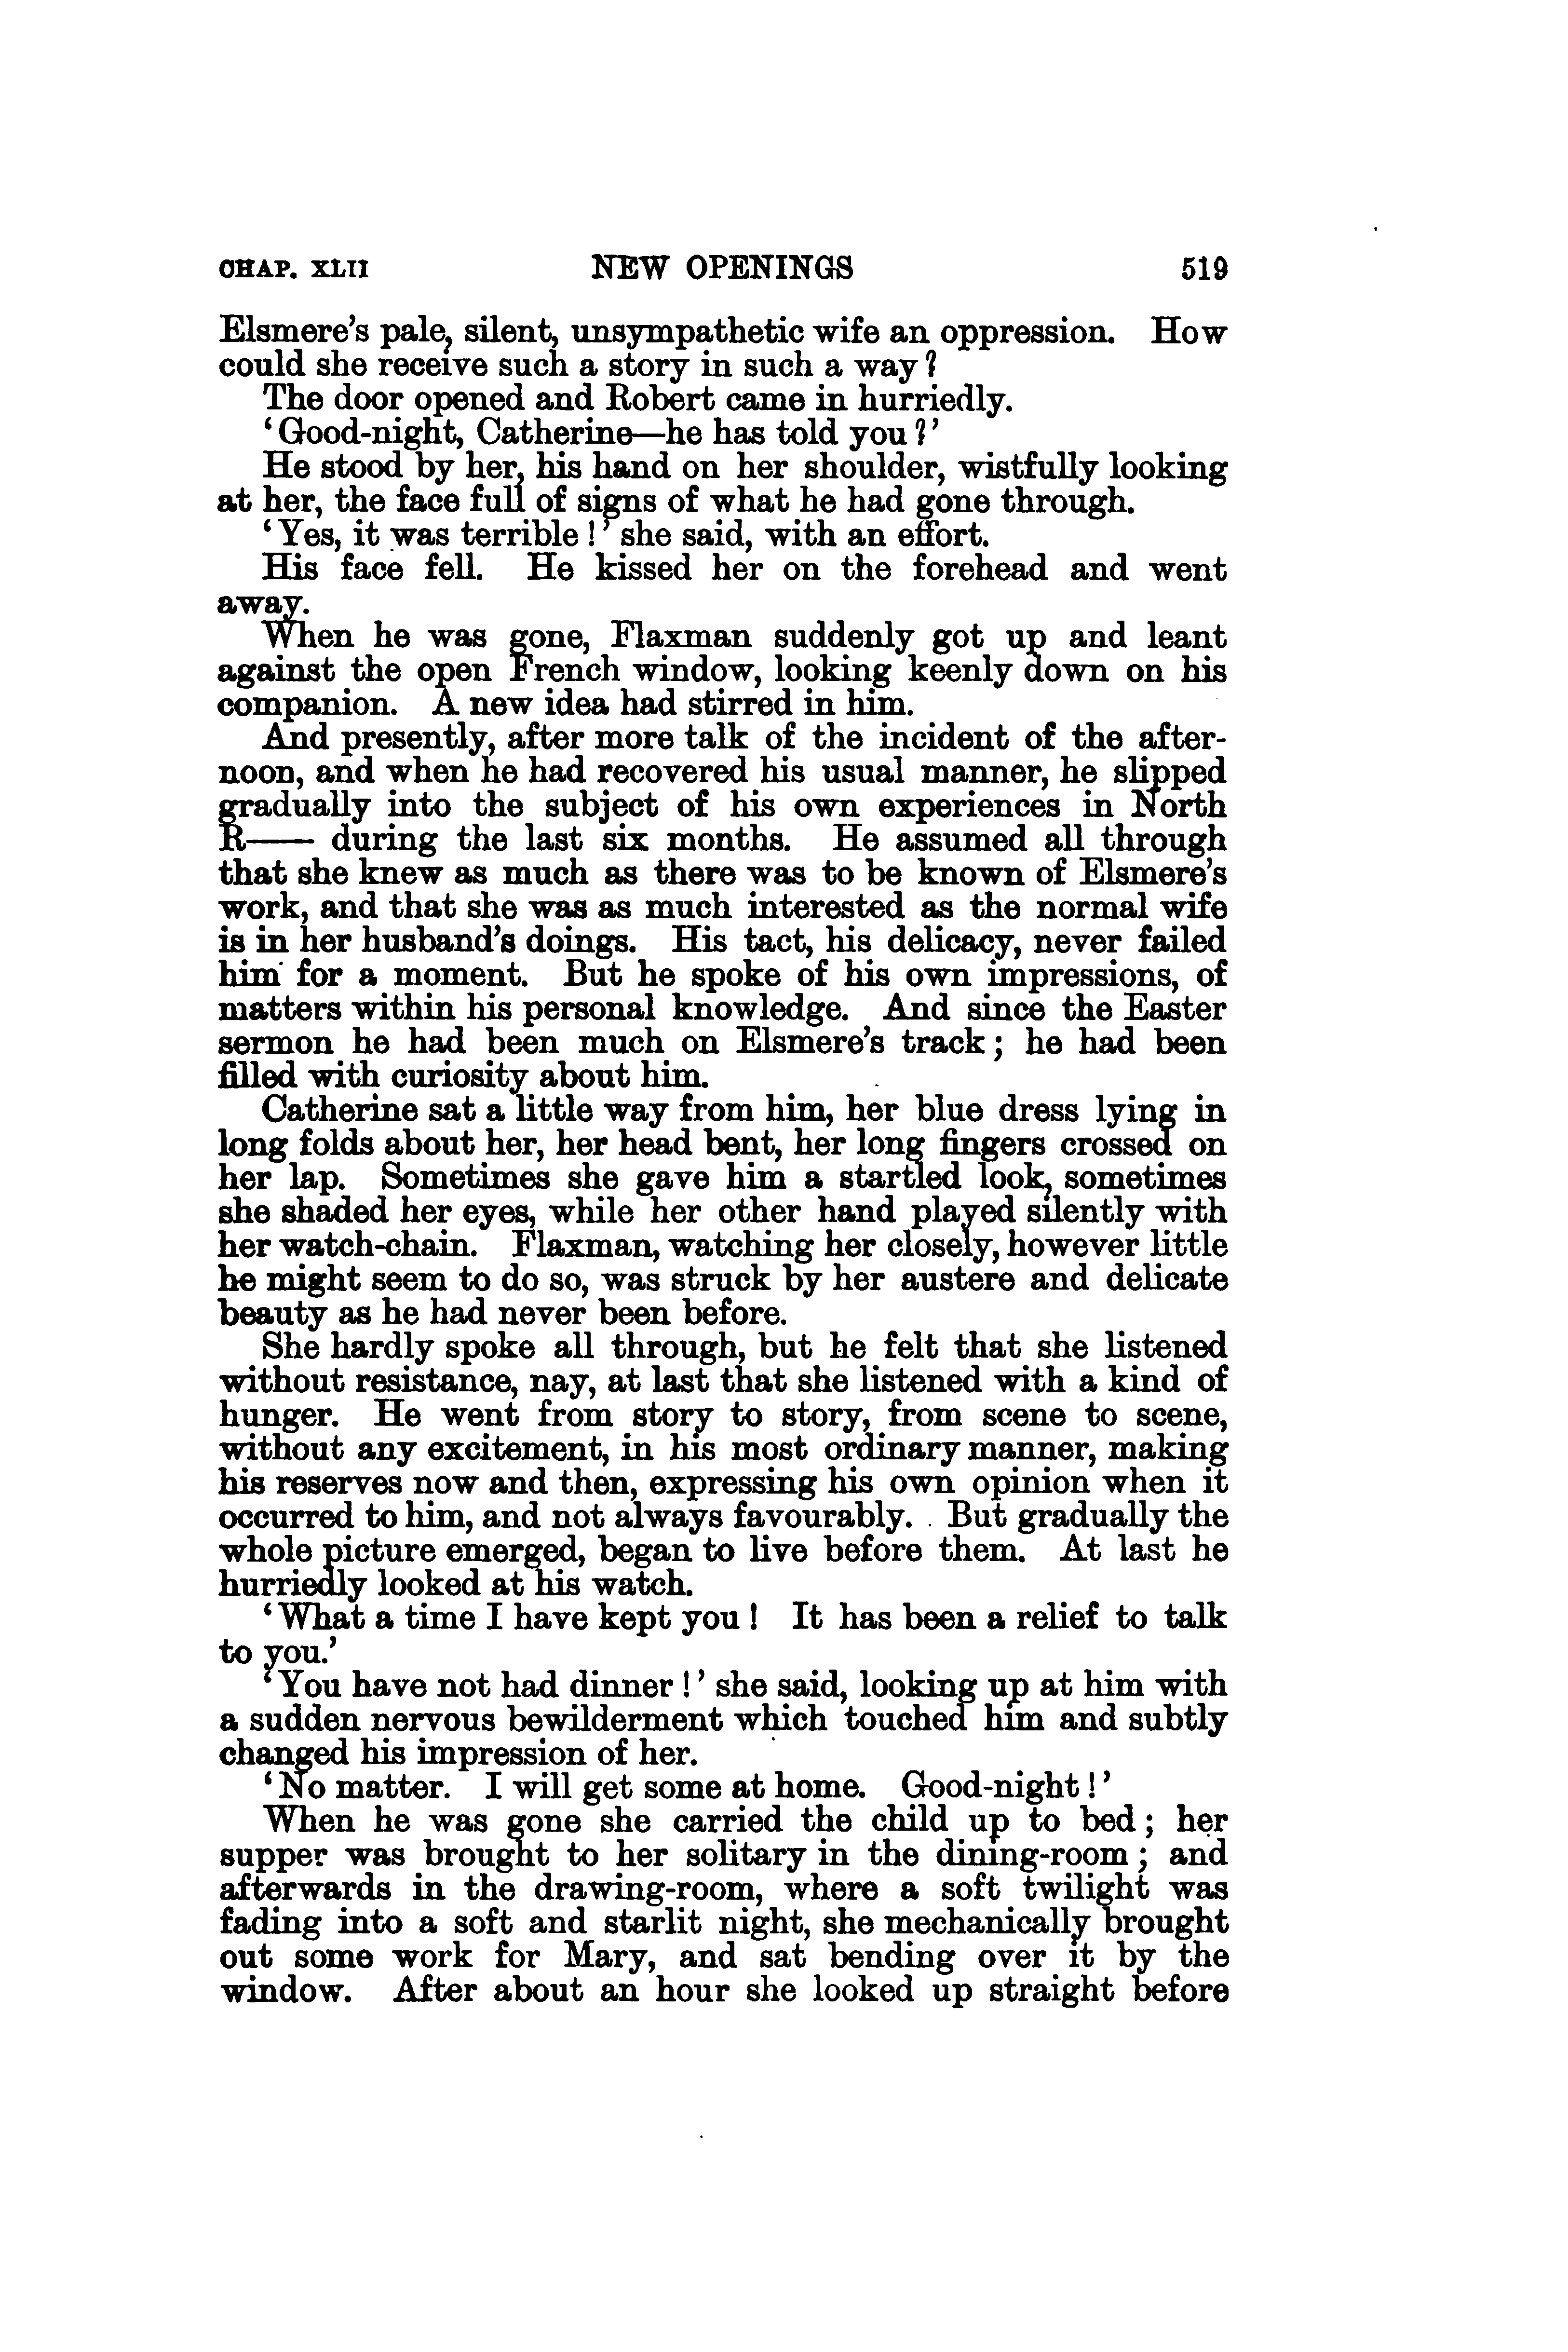 CHAP. XLII NEW OPENINGS 519
Elsmere's pale, silent, unsympathetic wife an oppression. How
could she receive such a story in such a way?
The door opened and Robert came in hurriedly.
'Good-night, Catherine—he has told you?'
He stood by her, his hand on her shoulder, wistfully looking
at her, the face full of signs of what he had gone through.
'Yes, it was terrible!' she said, with an effort.
His face fell. He kissed her on the forehead and went
away.
When he was gone, Flaxman suddenly got up and leant
against the open French window, looking keenly down on his
companion. A new idea had stirred in him.
And presently, after more talk of the incident of the after-
noon, and when he had recovered his usual manner, he slipped
gradually into the subject of his own experiences in North
R—— during the last six months. He assumed all through
that she knew as much as there was to be known of Elsmere's
work, and that she was as much interested as the normal wife
is in her husband's doings. His tact, his delicacy, never failed
him for a moment. But he spoke of his own impressions, of
matters within his personal knowledge. And since the Easter
sermon he had been much on Elsmere's track; he had been
filled with curiosity about him.
Catherine sat a little way from him, her blue dress lying in
long folds about her, her head bent, her long fingers crossed on
her lap. Sometimes she gave him a startled look, sometimes
she shaded her eyes, while her other hand played silently with
her watch-chain. Flaxman, watching her closely, however little
he might seem to do so, was struck by her austere and delicate
beauty as he had never been before.
She hardly spoke all through, but he felt that she listened
without resistance, nay, at last that she listened with a kind of
hunger. He went from story to story, from scene to scene,
without any excitement, in his most ordinary manner, making
his reserves now and then, expressing his own opinion when it
occurred to him, and not always favourably. But gradually the
whole picture emerged, began to live before them. At last he
hurriedly looked at his watch.
'What a time I have kept you! It has been a relief to talk
to you.'
'You have not had dinner!' she said, looking up at him with
a sudden nervous bewilderment which touched him and subtly
changed his impression of her.
'No matter. I will get some at home. Good-night!'
When he was gone she carried the child up to bed; her
supper was brought to her solitary in the dining-room; and
afterwards in the drawing-room, where a soft twilight was
fading into a soft and starlit night, she mechanically brought
out some work for Mary, and sat bending over it by the
window. After about an hour she looked up straight before